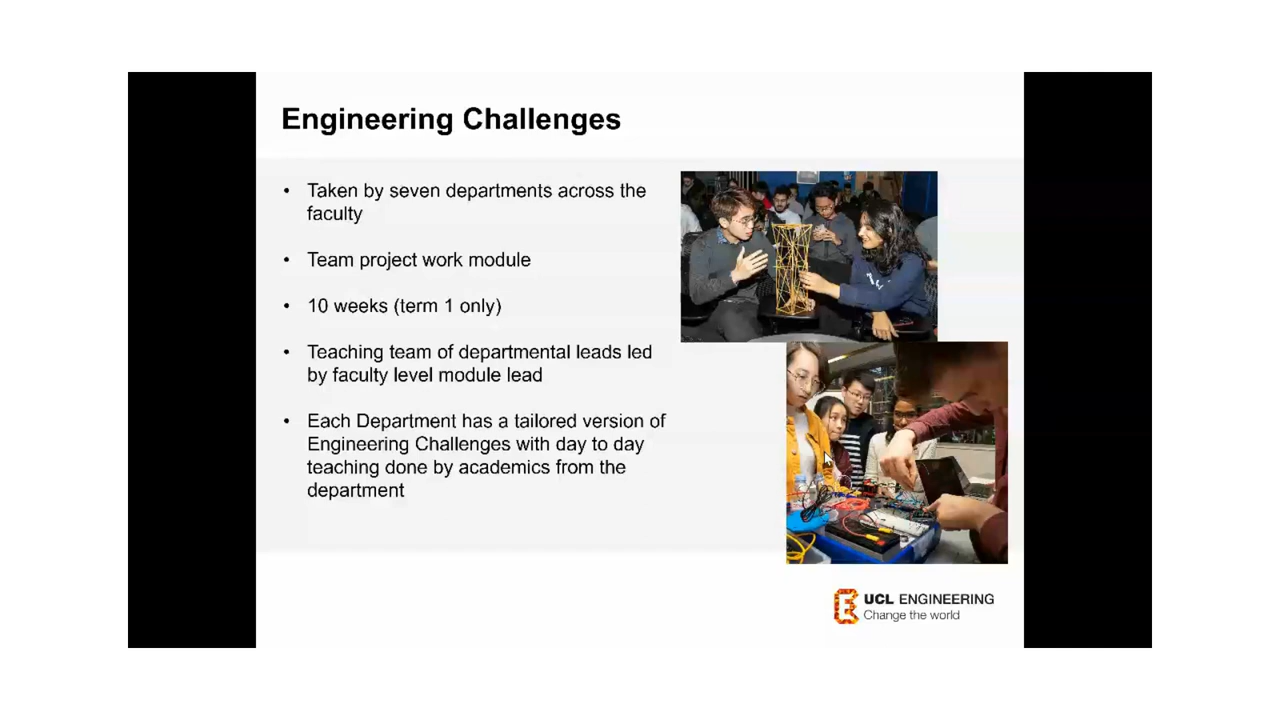 Engineering Challenges
• Taken by seven departments across the
faculty
• Team project work module
• 10 weeks (term 1 only)
• Teaching team of departmental leads led
by faculty level module lead
• Each Department has a tailored version of
Engineering Challenges with day to day
teaching done by academics from the
department
UCL ENGINEERING
Change the world